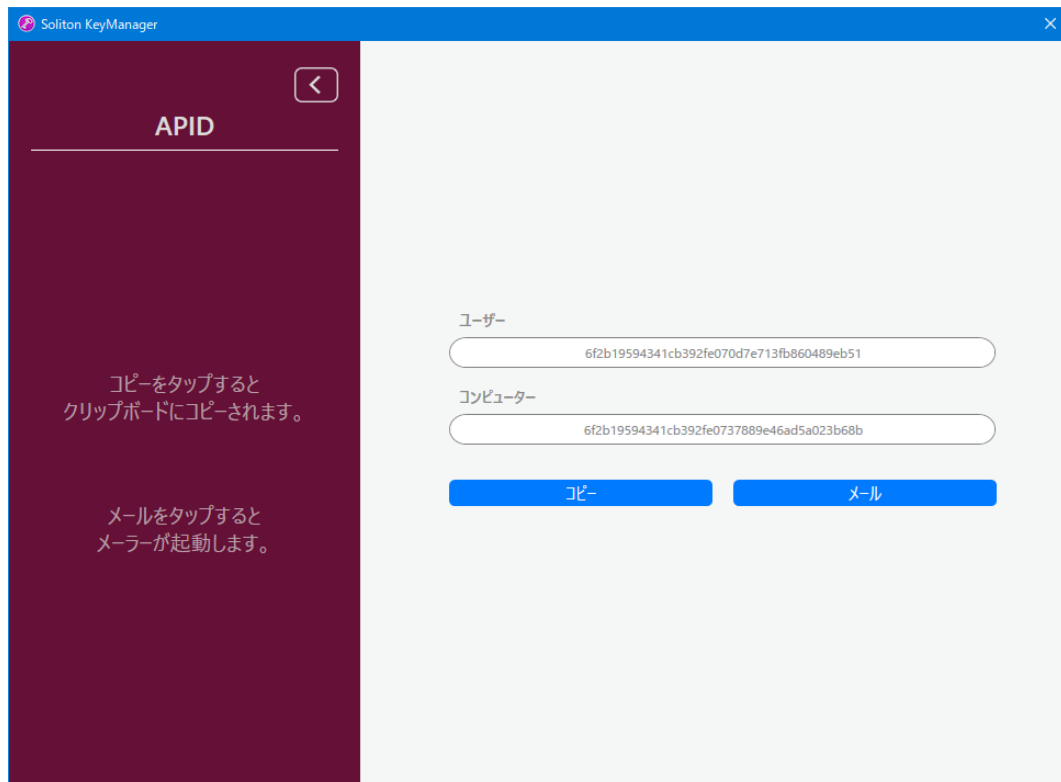 Soliton KeyManager
APID
コピーをタップすると
クリップボードにコピーされます。
メールをタップすると
メーラーが起動します。
ユーザー
6f2b19594341cb392fe070d7e713fb860489eb51
コンピューター
6f2b19594341cb392fe0737889e46ad5a023b68b
コピー
メール